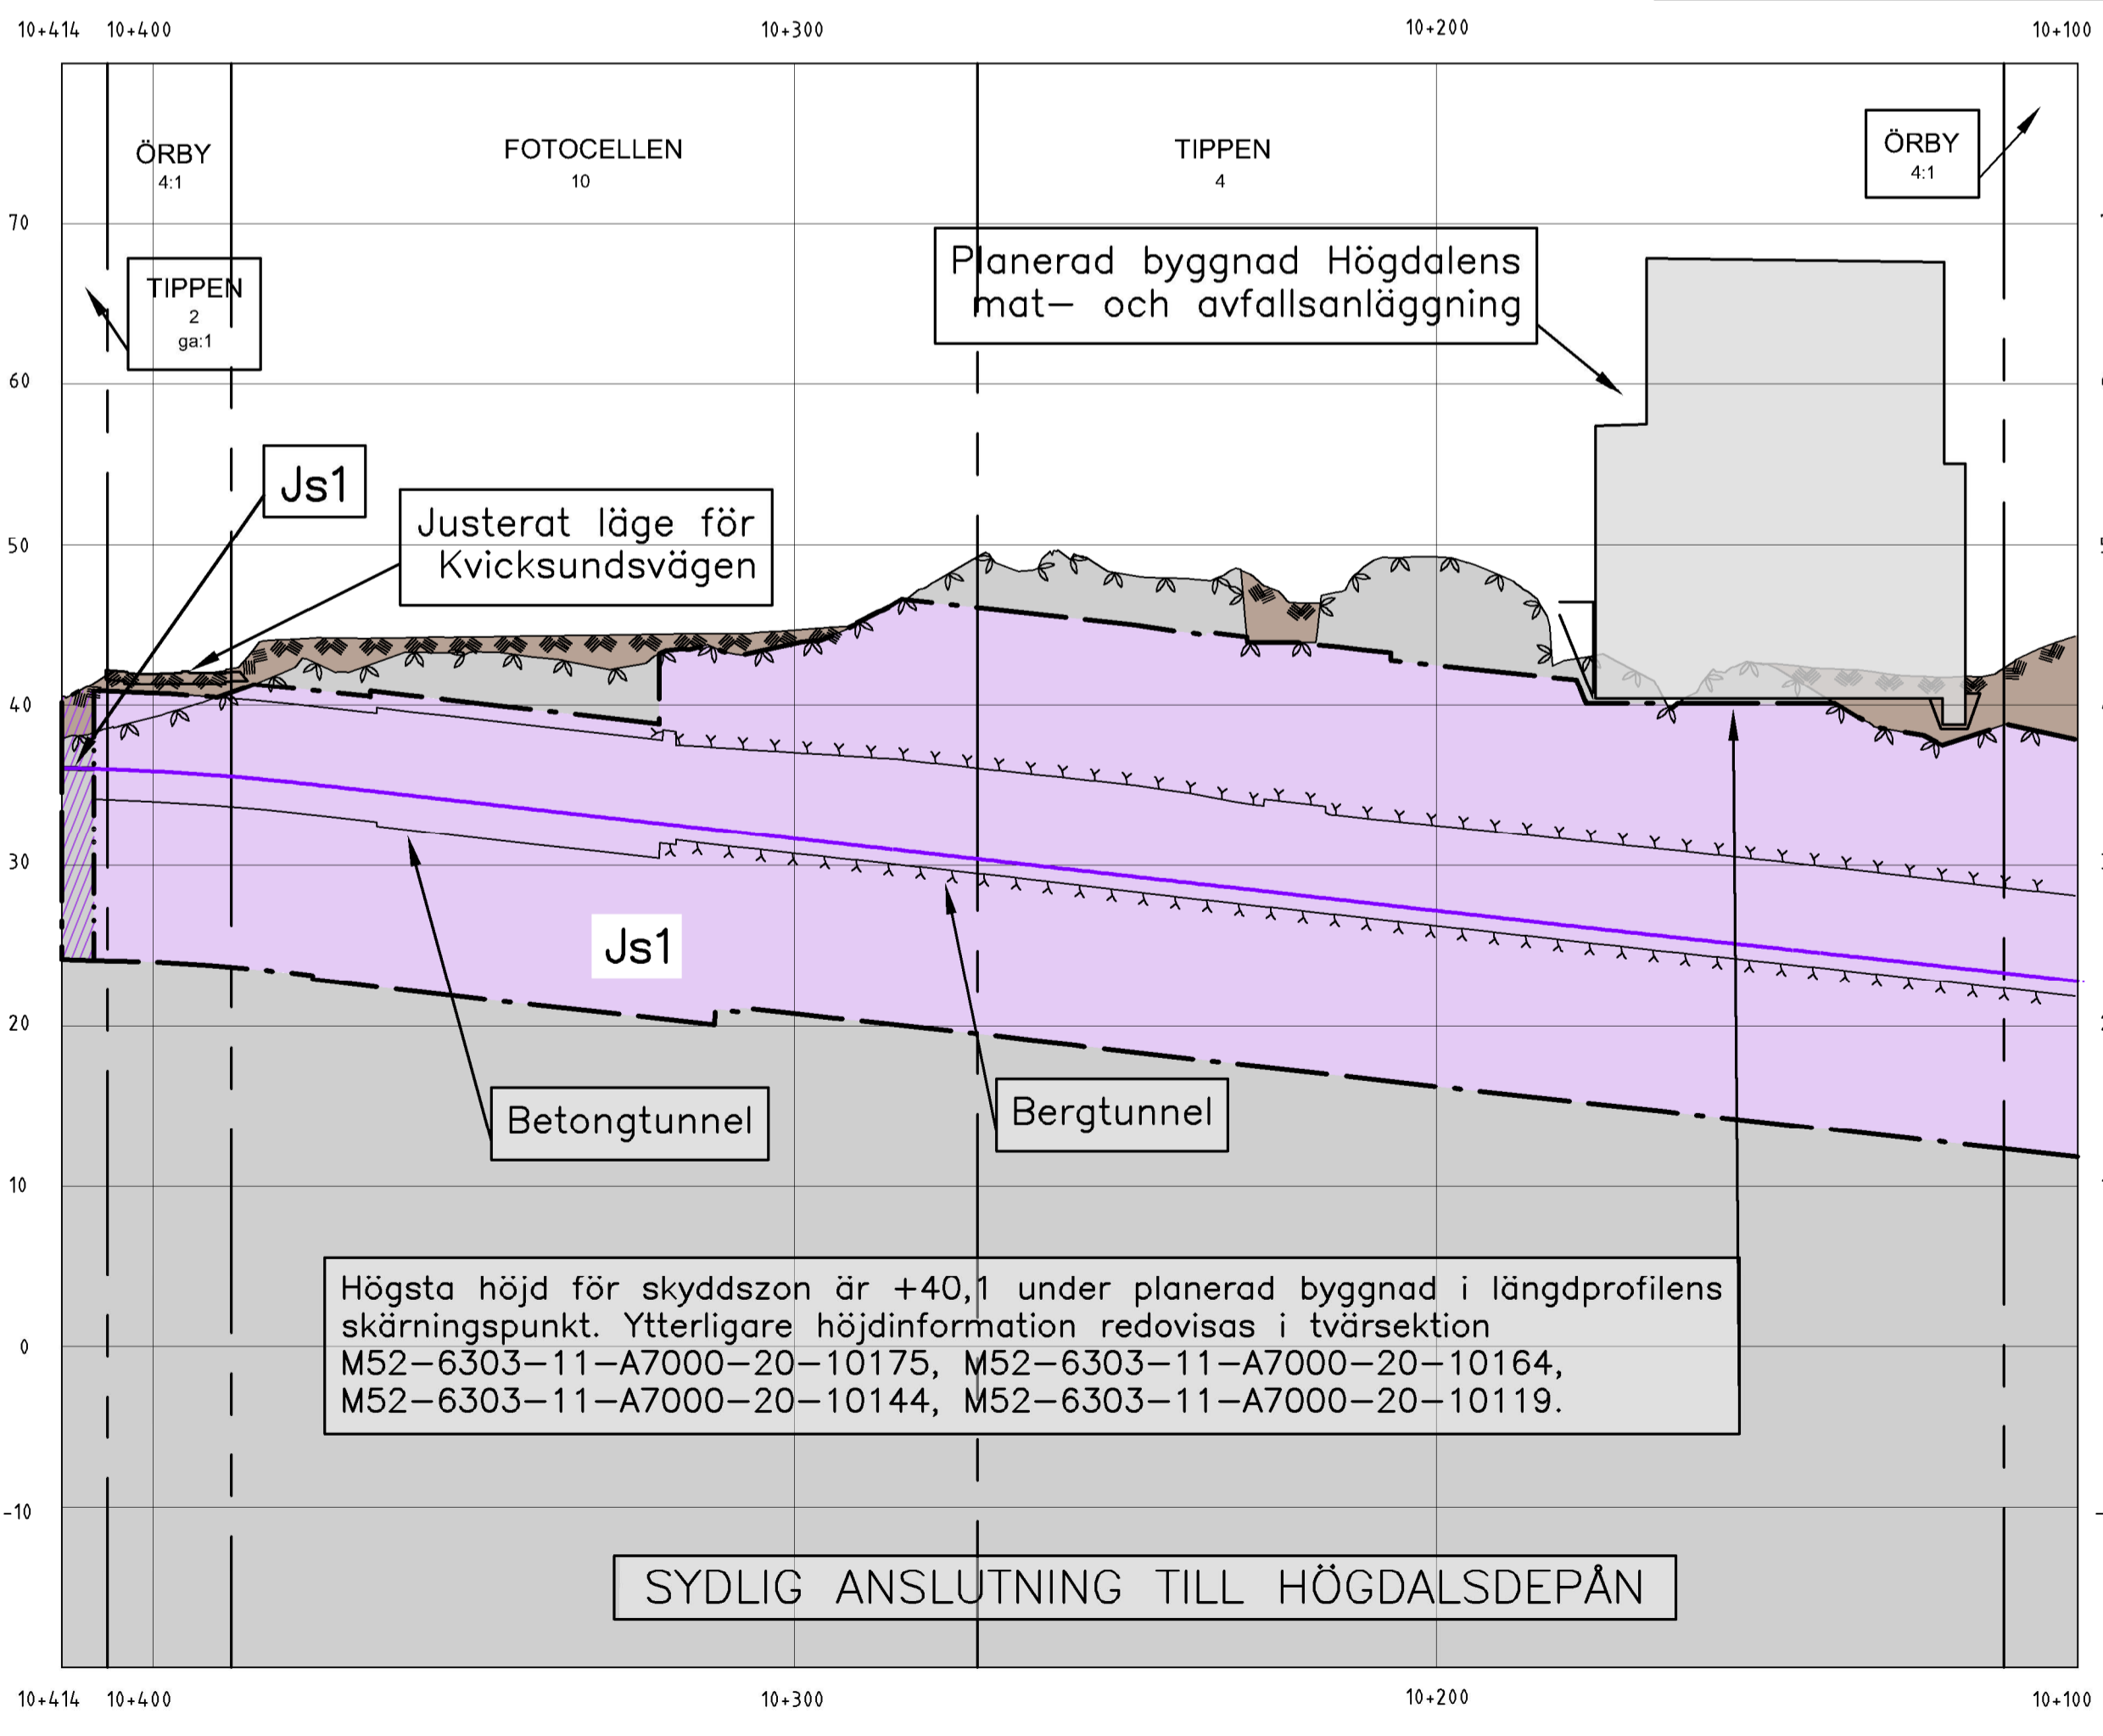 10+414 10+400 10+300 10+200 10+100
ÖRBY
4:1
FOTOCELLEN
10
TIPPEN
4
ÖRBY
4:1
70
Planerad byggnad Högdalens
mat– och avfallsanläggning
TIPPEN
2
ga:1
60
Js1
Justerat läge för
Kvicksundsvägen
50
40
30
Js1
20
Betongtunnel
Bergtunnel
10
Högsta höjd för skyddszon är +40,1 under planerad byggnad i längdprofilens
skärningspunkt. Ytterligare höjdinformation redovisas i tvärsektion
M52–6303–11–A7000–20–10175, M52–6303–11–A7000–20–10164,
M52–6303–11–A7000–20–10144, M52–6303–11–A7000–20–10119.
0
-10
SYDLIG ANSLUTNING TILL HÖGDALSDEPÅN
10+414 10+400 10+300 10+200 10+100